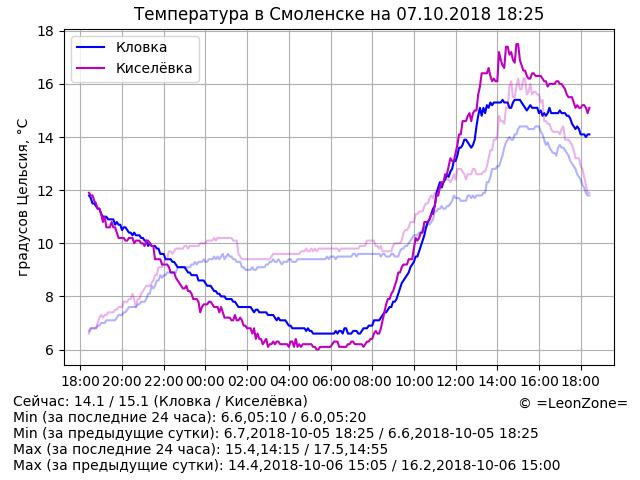 Температура в Смоленске на 07.10.2018 18:25
Кловка
Киселёвка
градусов Цельсия, °C
18
16
14
12
10
8
6
18:00 20:00 22:00 00:00 02:00 04:00 06:00 08:00 10:00 12:00 14:00 16:00 18:00
Сейчас: 14.1 / 15.1 (Кловка / Киселёвка)
© =LeonZone=
Min (за последние 24 часа): 6.6,05:10 / 6.0,05:20
Min (за предыдущие сутки): 6.7,2018-10-05 18:25 / 6.6,2018-10-05 18:25
Max (за последние 24 часа): 15.4,14:15 / 17.5,14:55
Max (за предыдущие сутки): 14.4,2018-10-06 15:05 / 16.2,2018-10-06 15:00